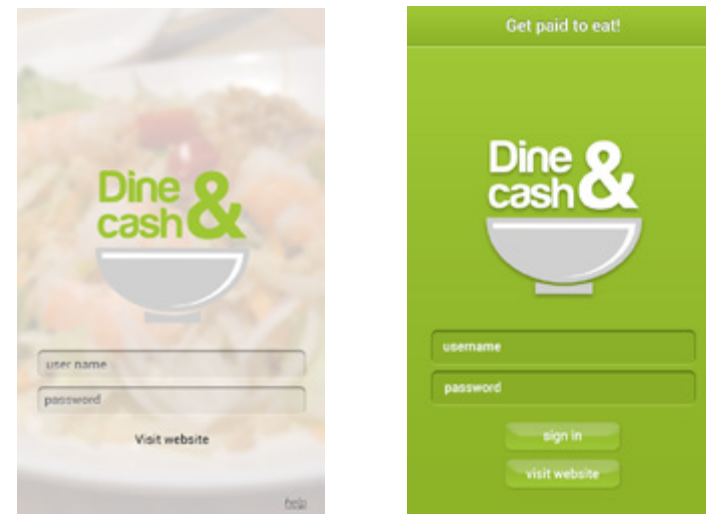 Dine &
cash
user name
password
Visit website
help
Get paid to eat!
Dine &
cash
username
password
sign in
visit website